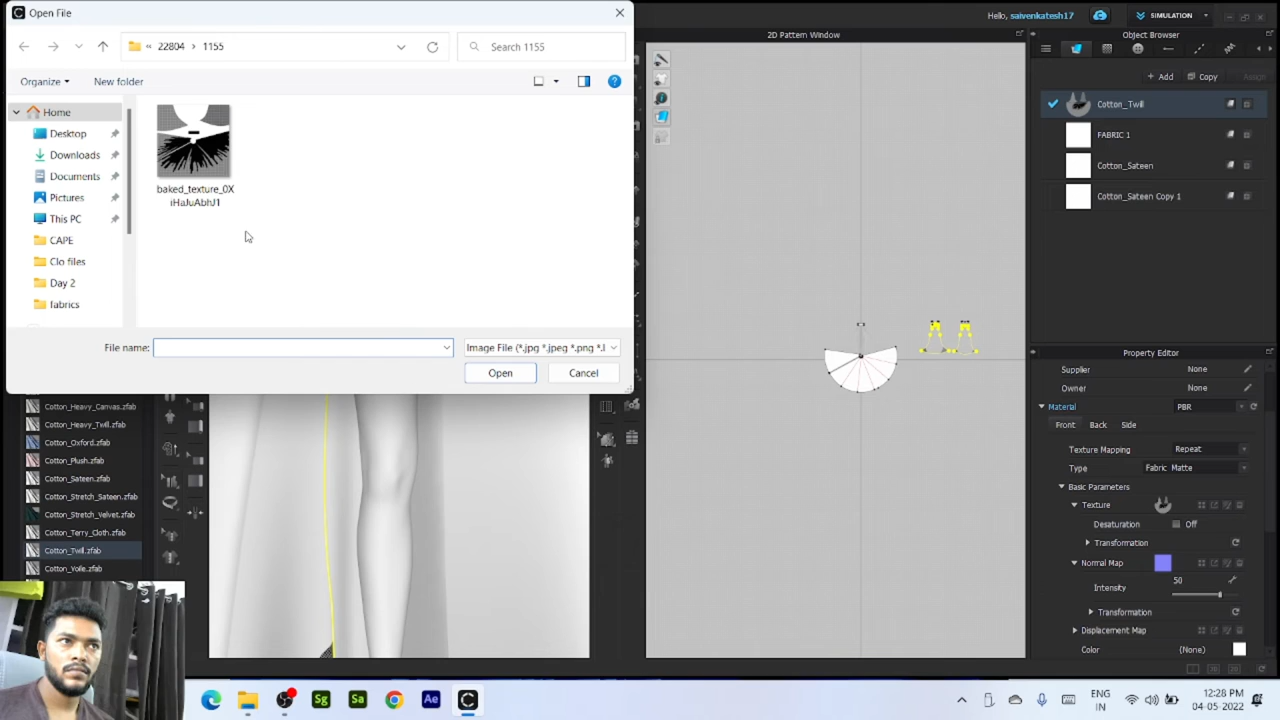 Open File
Hello, saivenkatesh17
SIMULATION
« 22804 › 1155
Search 1155
2D Pattern Window
Object Browser
Organize
New folder
+ Add
Copy
Assign
Home
Desktop
Downloads
Documents
Pictures
This PC
CAPE
Clo files
Day 2
fabrics
baked_texture_0X
iHaJuAbhJ1
Cotton_Twill
FABRIC 1
Cotton_Sateen
Cotton_Sateen Copy 1
File name:
Image File (*.jpg *.jpeg *.png *.l
Open
Cancel
Property Editor
Supplier
None
Owner
None
Material
PBR
Front
Back
Side
Texture Mapping
Repeat
Type
Fabric Matte
Basic Parameters
Texture
Desaturation
Off
Transformation
Normal Map
Intensity
50
Transformation
Displacement Map
Color
(None)
Cotton_Heavy_Canvas.zfab
Cotton_Heavy_Twill.zfab
Cotton_Oxford.zfab
Cotton_Plush.zfab
Cotton_Sateen.zfab
Cotton_Stretch_Sateen.zfab
Cotton_Stretch_Velvet.zfab
Cotton_Terry_Cloth.zfab
Cotton_Twill.zfab
Cotton_Voile.zfab
Sg
Sa
Ae
C
ENG
IN
12:28 PM
04-05-2022